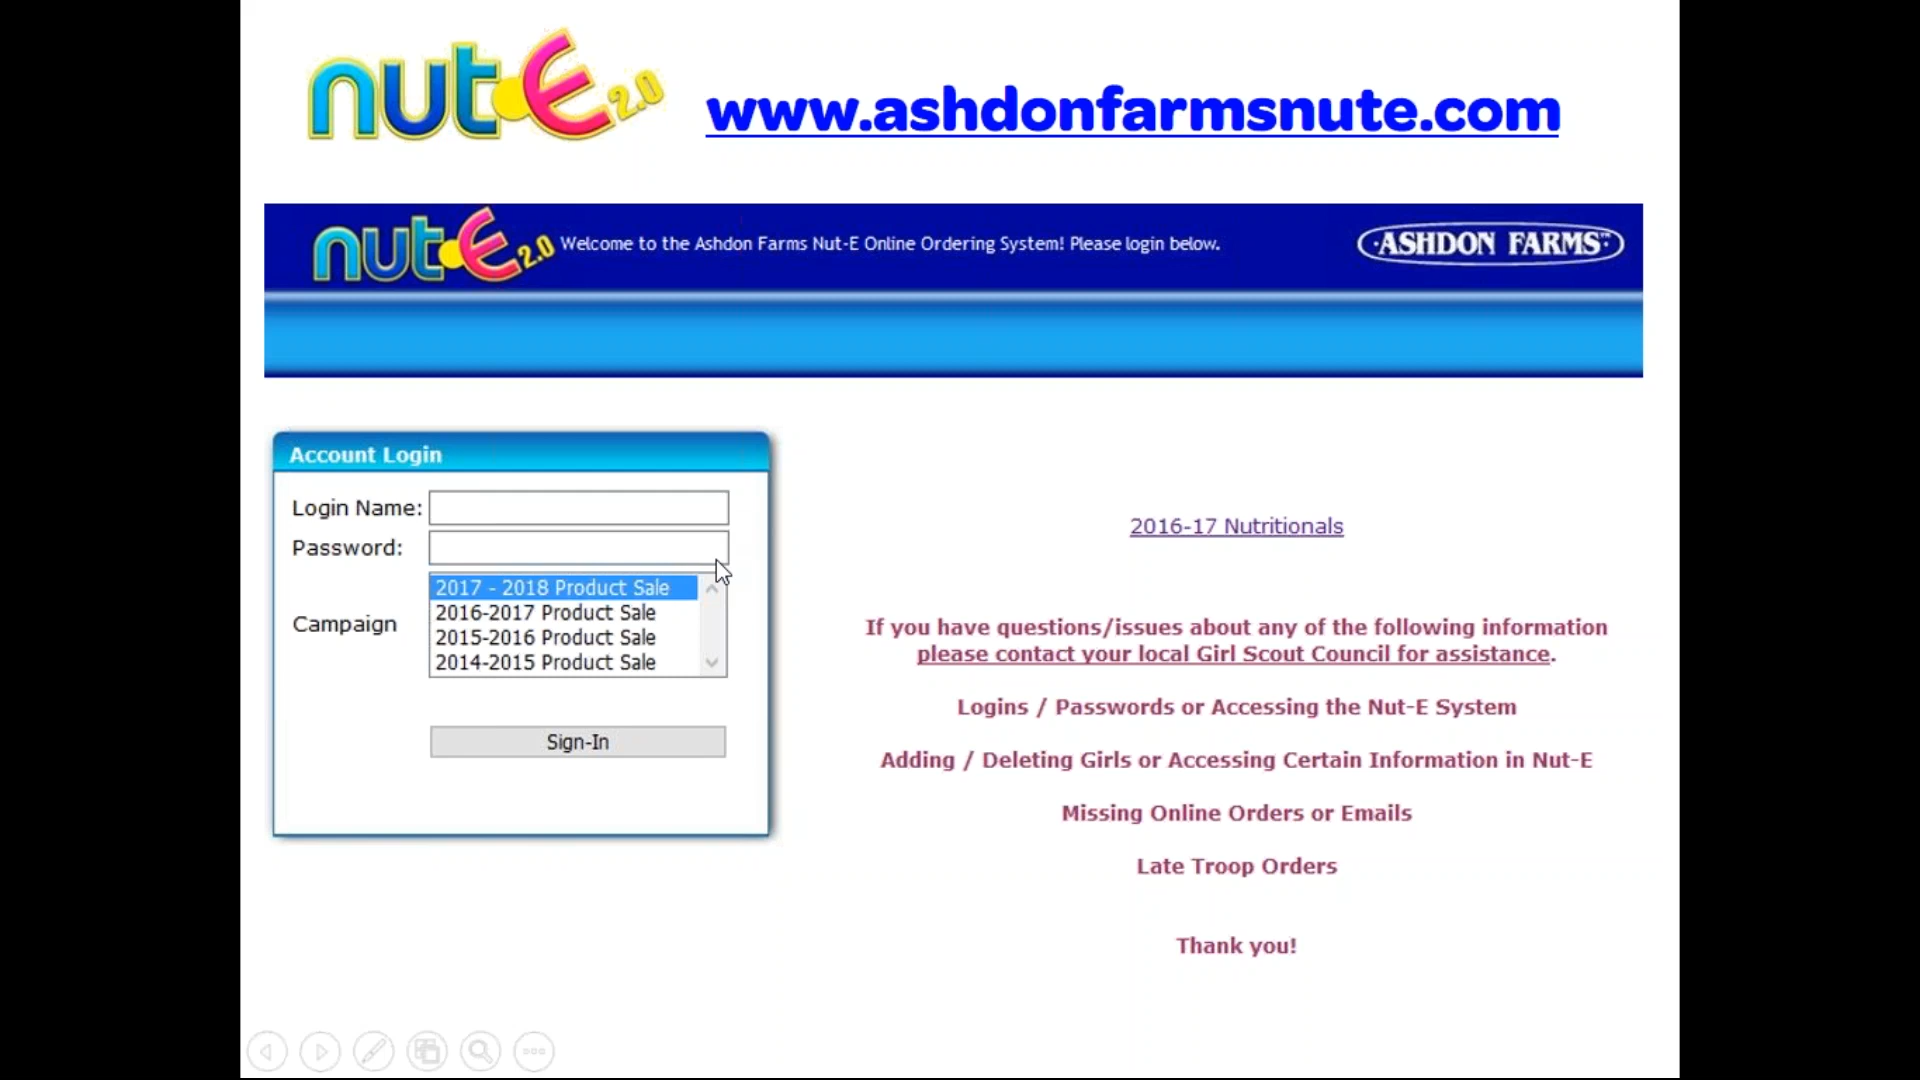 nut-E 2.0
www.ashdonfarmsnute.com
nut-E 2.0
Welcome to the Ashdon Farms Nut-E Online Ordering System! Please login below.
·ASHDON FARMS·™
Account Login
Login Name:
Password:
2017 - 2018 Product Sale
2016-2017 Product Sale
Campaign
2015-2016 Product Sale
2014-2015 Product Sale
Sign-In
2016-17 Nutritionals
If you have questions/issues about any of the following information
please contact your local Girl Scout Council for assistance.
Logins / Passwords or Accessing the Nut-E System
Adding / Deleting Girls or Accessing Certain Information in Nut-E
Missing Online Orders or Emails
Late Troop Orders
Thank you!